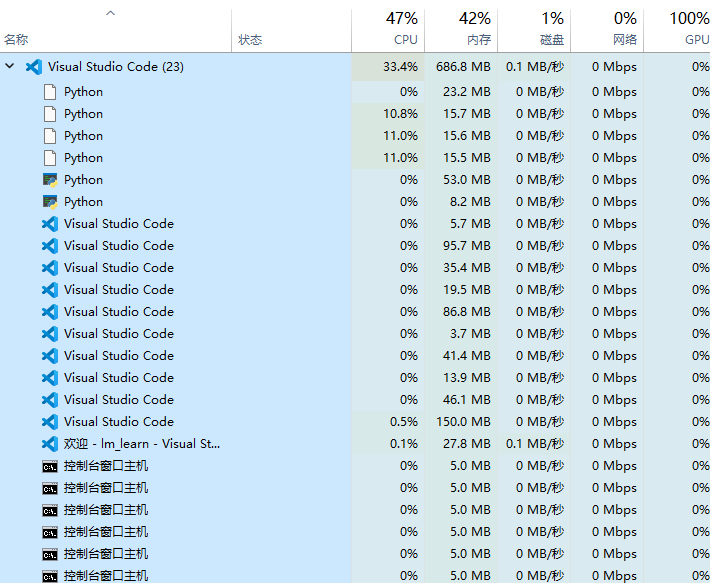 47% 42% 1% 0% 100%
名称 状态 CPU 内存 磁盘 网络 GPU
Visual Studio Code (23) 33.4% 686.8 MB 0.1 MB/秒 0 Mbps 0%
Python 0% 23.2 MB 0 MB/秒 0 Mbps 0%
Python 10.8% 15.7 MB 0 MB/秒 0 Mbps 0%
Python 11.0% 15.6 MB 0 MB/秒 0 Mbps 0%
Python 11.0% 15.5 MB 0 MB/秒 0 Mbps 0%
Python 0% 53.0 MB 0 MB/秒 0 Mbps 0%
Python 0% 8.2 MB 0 MB/秒 0 Mbps 0%
Visual Studio Code 0% 5.7 MB 0 MB/秒 0 Mbps 0%
Visual Studio Code 0% 95.7 MB 0 MB/秒 0 Mbps 0%
Visual Studio Code 0% 35.4 MB 0 MB/秒 0 Mbps 0%
Visual Studio Code 0% 19.5 MB 0 MB/秒 0 Mbps 0%
Visual Studio Code 0% 86.8 MB 0 MB/秒 0 Mbps 0%
Visual Studio Code 0% 3.7 MB 0 MB/秒 0 Mbps 0%
Visual Studio Code 0% 41.4 MB 0 MB/秒 0 Mbps 0%
Visual Studio Code 0% 13.9 MB 0 MB/秒 0 Mbps 0%
Visual Studio Code 0% 46.1 MB 0 MB/秒 0 Mbps 0%
Visual Studio Code 0.5% 150.0 MB 0 MB/秒 0 Mbps 0%
欢迎 - lm_learn - Visual St... 0.1% 27.8 MB 0.1 MB/秒 0 Mbps 0%
控制台窗口主机 0% 5.0 MB 0 MB/秒 0 Mbps 0%
控制台窗口主机 0% 5.0 MB 0 MB/秒 0 Mbps 0%
控制台窗口主机 0% 5.0 MB 0 MB/秒 0 Mbps 0%
控制台窗口主机 0% 5.0 MB 0 MB/秒 0 Mbps 0%
控制台窗口主机 0% 5.0 MB 0 MB/秒 0 Mbps 0%
控制台窗口主机 0% 5.0 MB 0 MB/秒 0 Mbps 0%